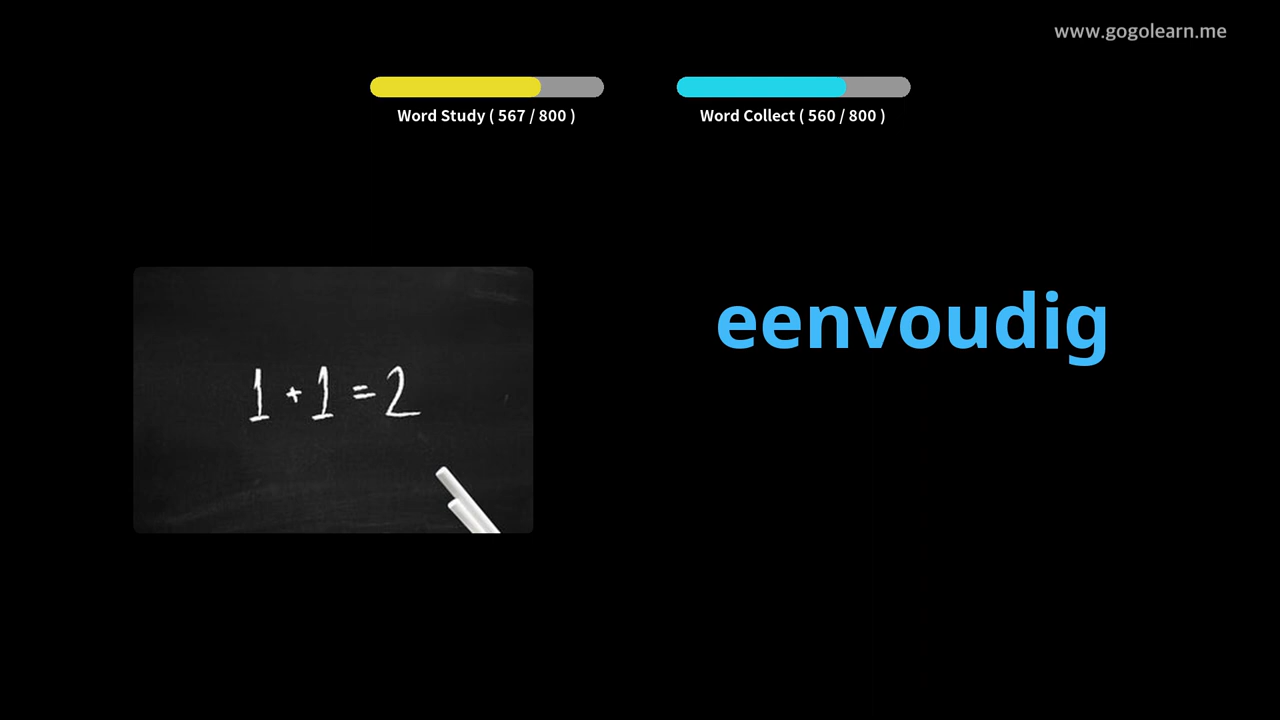 www.gogolearn.me
Word Study ( 567 / 800 )
Word Collect ( 560 / 800 )
eenvoudig
1 + 1 = 2